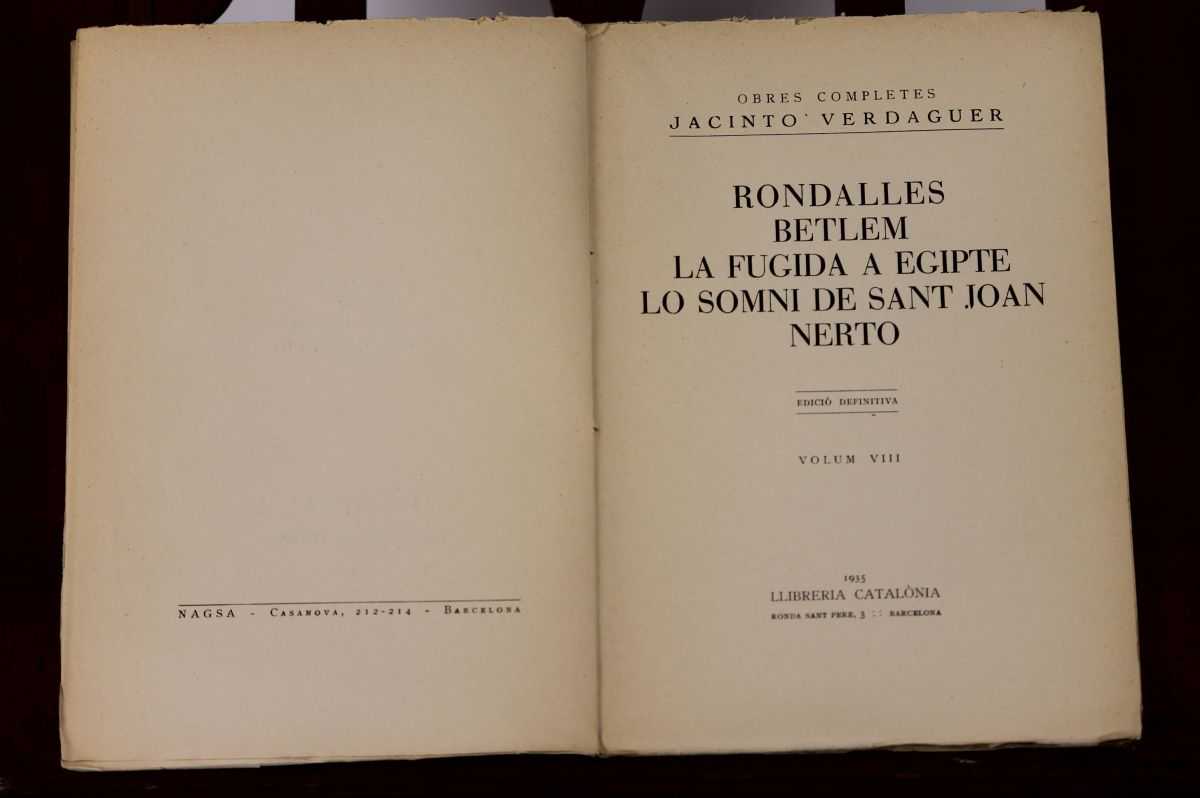 NAGSA - CASANOVA, 212-214 - BARCELONA
OBRES COMPLETES
JACINTO VERDAGUER
RONDALLES
BETLEM
LA FUGIDA A EGIPTE
LO SOMNI DE SANT JOAN
NERTO
EDICIÓ DEFINITIVA
VOLUM VIII
1935
LLIBRERIA CATALÒNIA
RONDA SANT PERE, 3 :: BARCELONA